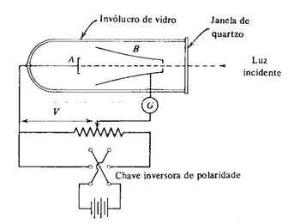 Invólucro de vidro
Janela de
quartzo
B
A
Luz
incidente
G
V
Chave inversora de polaridade